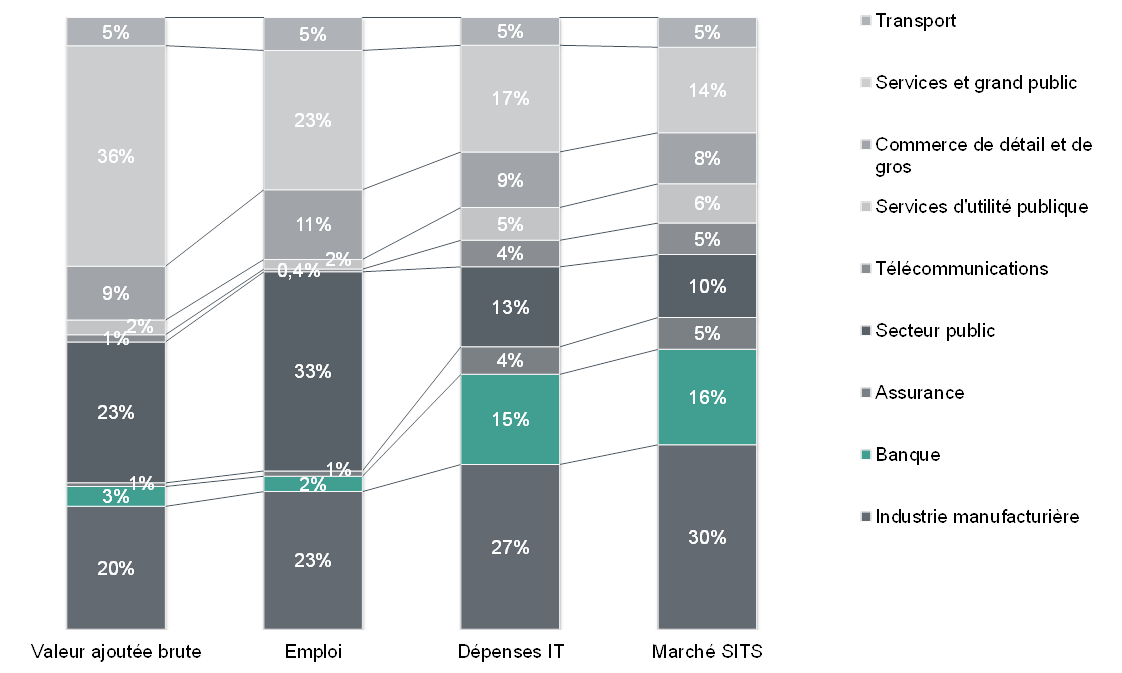 5% 5% 5% 5%
36% 23% 17% 14%
9% 11% 9% 8%
2% 2% 5% 6%
1% 0,4% 4% 5%
23% 33% 13% 10%
1% 1% 4% 5%
3% 2% 15% 16%
20% 23% 27% 30%
Valeur ajoutée brute Emploi Dépenses IT Marché SITS
Transport
Services et grand public
Commerce de détail et de
gros
Services d'utilité publique
Télécommunications
Secteur public
Assurance
Banque
Industrie manufacturière